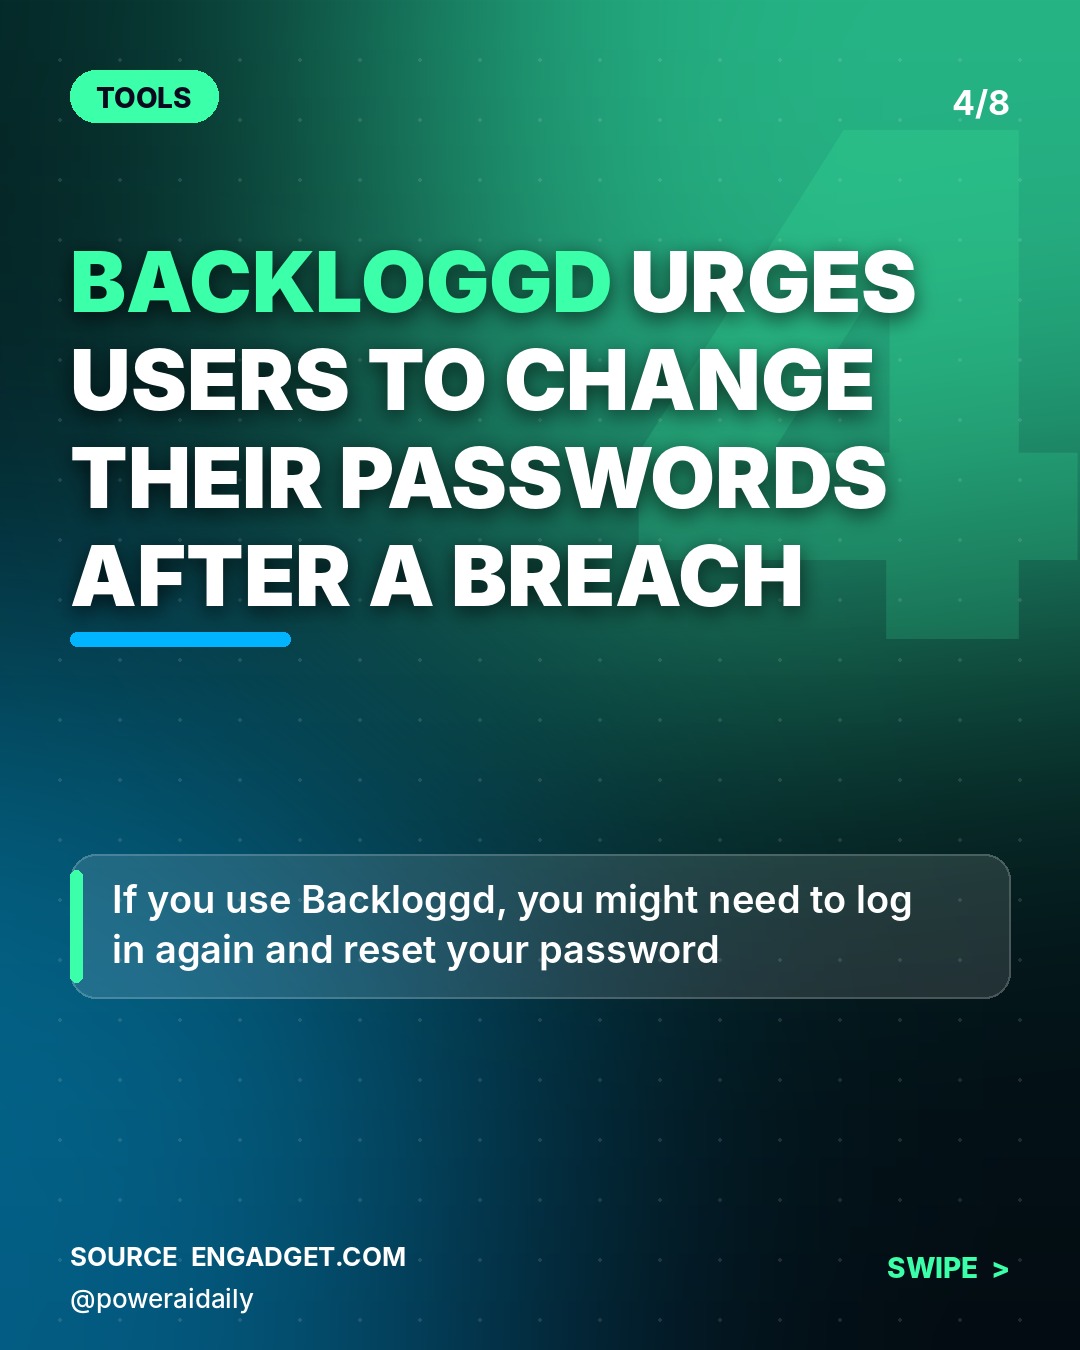 TOOLS
4/8
BACKLOGGD URGES
USERS TO CHANGE
THEIR PASSWORDS
AFTER A BREACH
4
If you use Backloggd, you might need to log
in again and reset your password
SOURCE ENGADGET.COM
@poweraidaily
SWIPE >